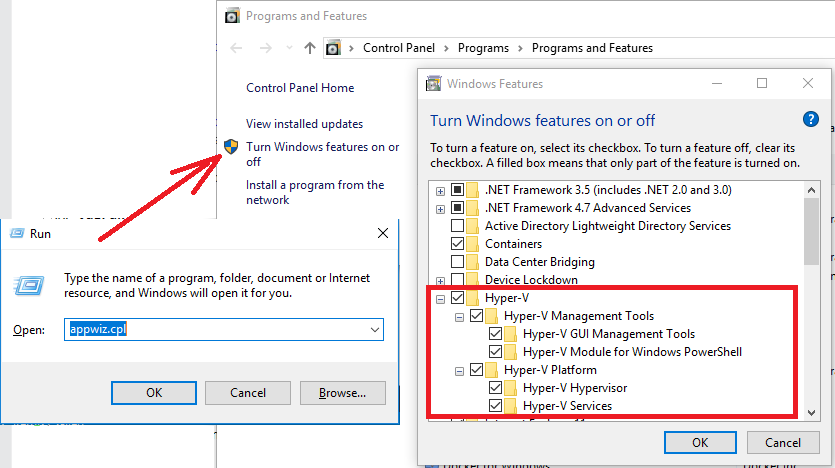 Programs and Features
Control Panel > Programs > Programs and Features
Control Panel Home
View installed updates
Turn Windows features on or
off
Install a program from the
network
Run
Type the name of a program, folder, document or Internet
resource, and Windows will open it for you.
Open:
appwiz.cpl
OK
Cancel
Browse...
Windows Features
Turn Windows features on or off
?
To turn a feature on, select its checkbox. To turn a feature off, clear its
checkbox. A filled box means that only part of the feature is turned on.
.NET Framework 3.5 (includes .NET 2.0 and 3.0)
.NET Framework 4.7 Advanced Services
Active Directory Lightweight Directory Services
Containers
Data Center Bridging
Device Lockdown
Hyper-V
Hyper-V Management Tools
Hyper-V GUI Management Tools
Hyper-V Module for Windows PowerShell
Hyper-V Platform
Hyper-V Hypervisor
Hyper-V Services
OK
Cancel